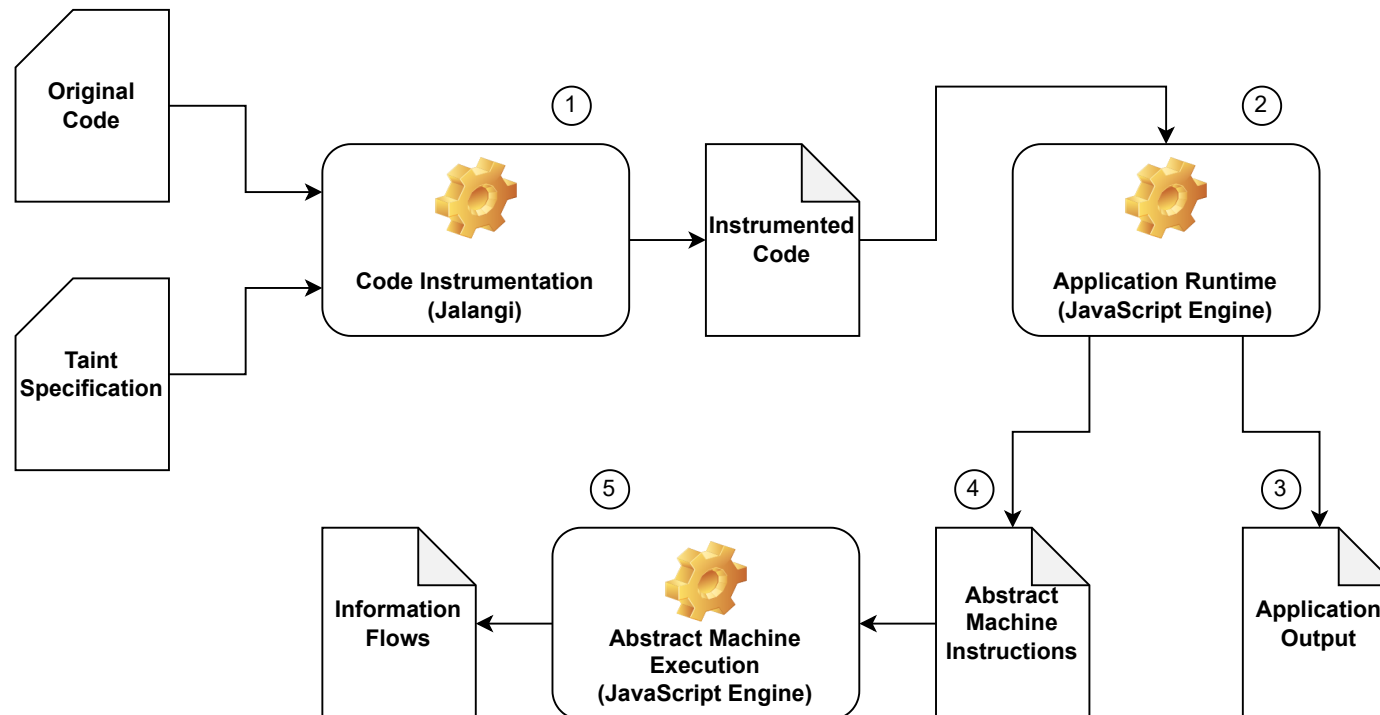 Original
Code
1
2
Code Instrumentation
(Jalangi)
Instrumented
Code
Application Runtime
(JavaScript Engine)
Taint
Specification
5
4
3
Information
Flows
Abstract Machine
Execution
(JavaScript Engine)
Abstract
Machine
Instructions
Application
Output